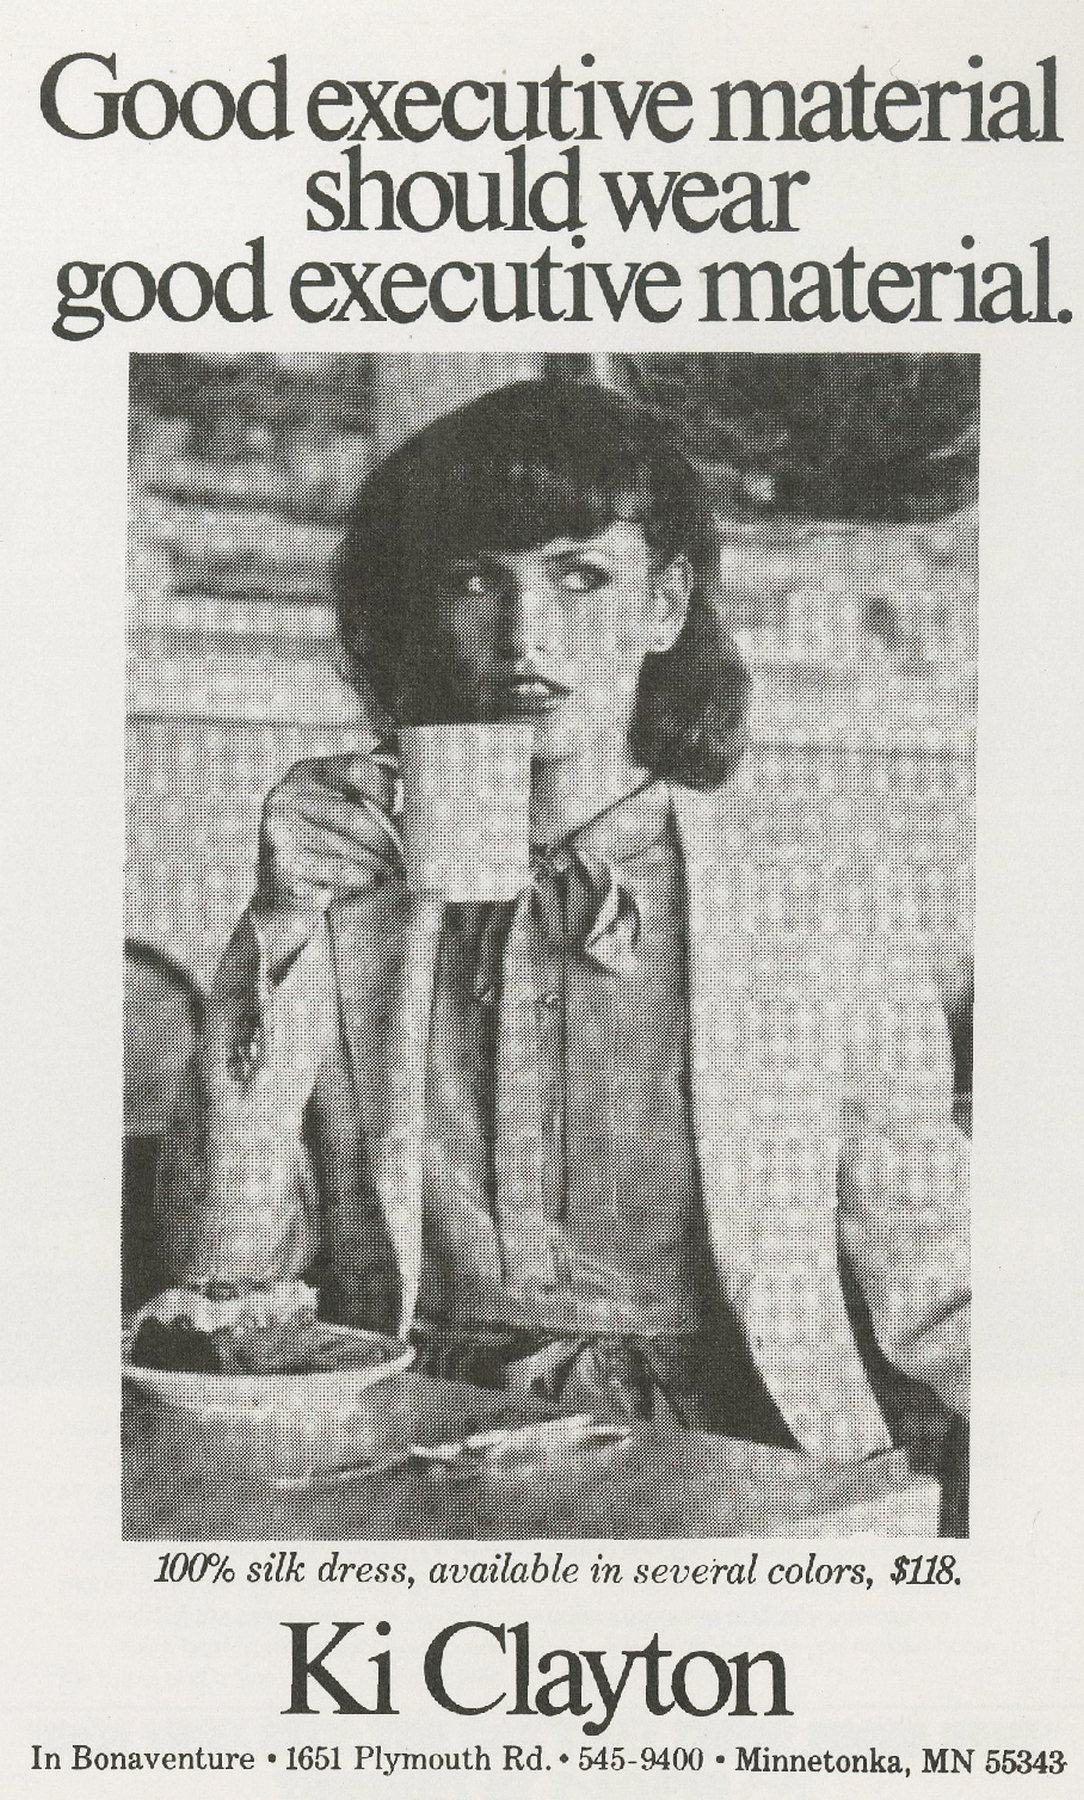 Good executive material
should wear
good executive material.
100% silk dress, available in several colors, $118.
Ki Clayton
In Bonaventure • 1651 Plymouth Rd. • 545-9400 • Minnetonka, MN 55343